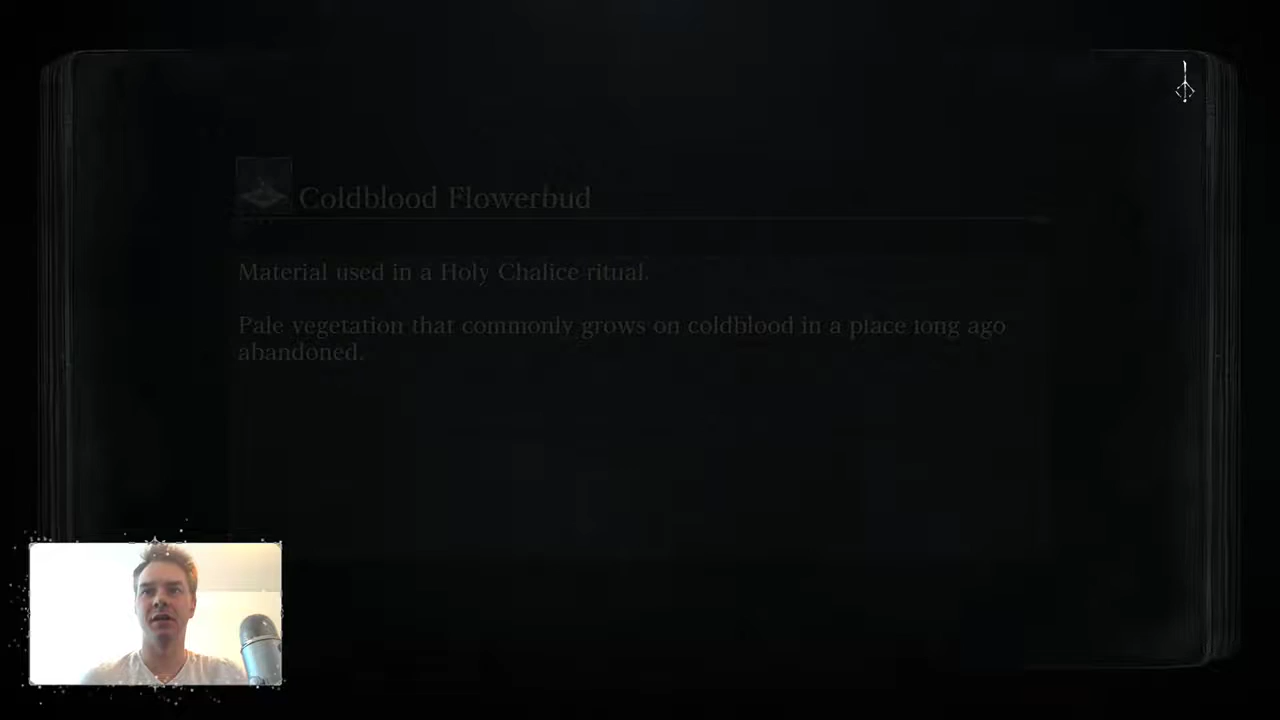 Coldblood Flowerbud
Material used in a Holy Chalice ritual.
Pale vegetation that commonly grows on coldblood in a place long ago
abandoned.